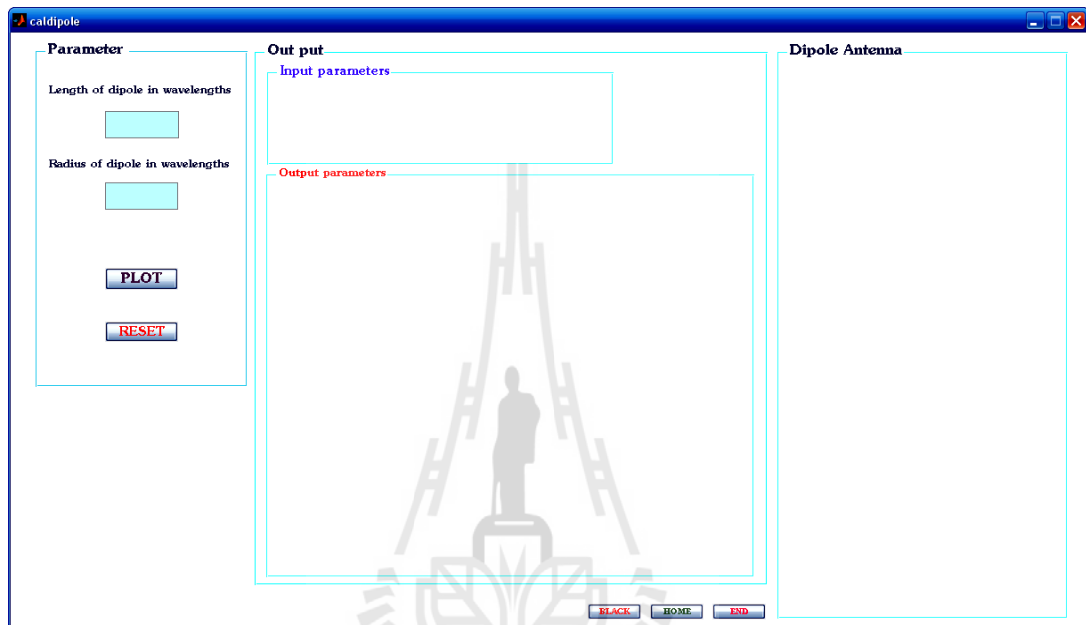 caldipole
Parameter
Length of dipole in wavelengths
Radius of dipole in wavelengths
PLOT
RESET
Out put
Input parameters
Output parameters
Dipole Antenna
BLACK
HOME
END